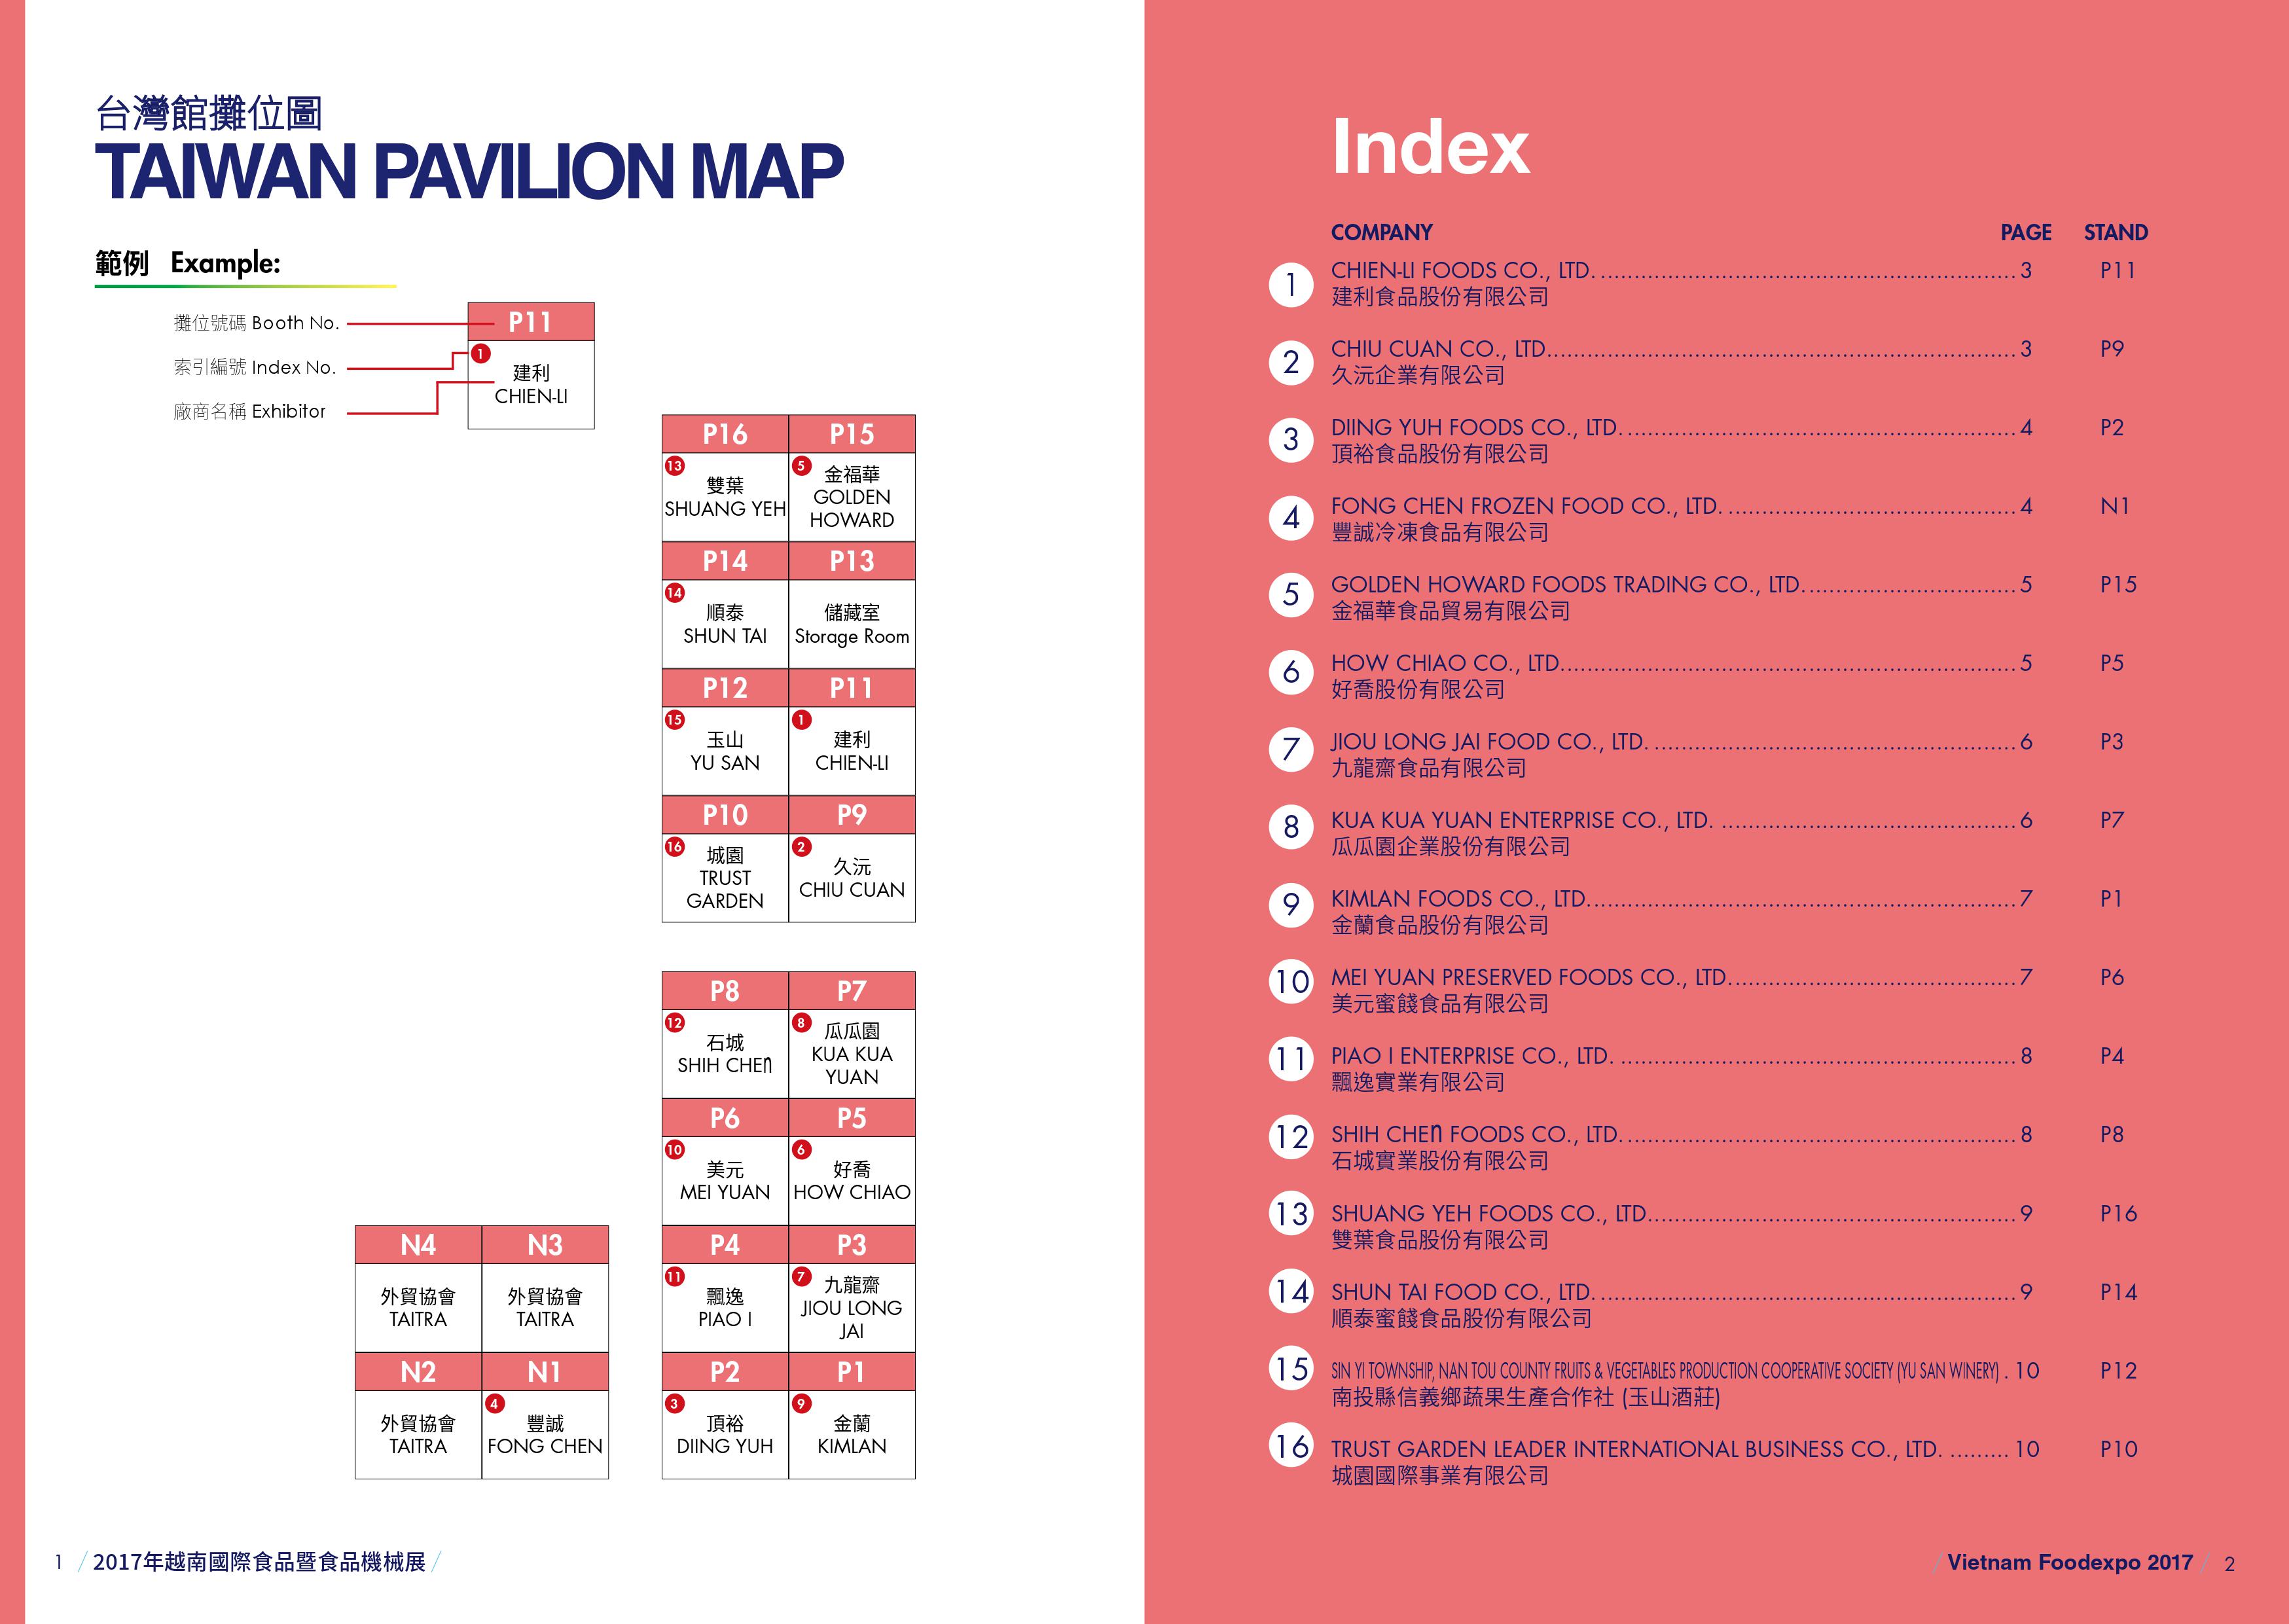 台灣館攤位圖
TAIWAN PAVILION MAP
範例 Example:
攤位號碼 Booth No.
索引編號 Index No.
廠商名稱 Exhibitor
P11
1
建利
CHIEN-LI
P16 P15
13 5
雙葉
SHUANG YEH
金福華
GOLDEN
HOWARD
P14 P13
14
順泰
SHUN TAI
儲藏室
Storage Room
P12 P11
15 1
玉山
YU SAN
建利
CHIEN-LI
P10 P9
16 2
城園
TRUST
GARDEN
久沅
CHIU CUAN
P8 P7
12 8
石城
SHIH CHEn
瓜瓜園
KUA KUA
YUAN
P6 P5
10 6
美元
MEI YUAN
好喬
HOW CHIAO
P4 P3
11 7
飄逸
PIAO I
九龍齋
JIOU LONG
JAI
P2 P1
3 9
頂裕
DIING YUH
金蘭
KIMLAN
N4 N3
外貿協會
TAITRA
外貿協會
TAITRA
N2 N1
外貿協會
TAITRA
4
豐誠
FONG CHEN
1 / 2017年越南國際食品暨食品機械展 /
Index
COMPANY PAGE STAND
1 CHIEN-LI FOODS CO., LTD. 3 P11
建利食品股份有限公司
2 CHIU CUAN CO., LTD. 3 P9
久沅企業有限公司
3 DIING YUH FOODS CO., LTD. 4 P2
頂裕食品股份有限公司
4 FONG CHEN FROZEN FOOD CO., LTD. 4 N1
豐誠冷凍食品有限公司
5 GOLDEN HOWARD FOODS TRADING CO., LTD. 5 P15
金福華食品貿易有限公司
6 HOW CHIAO CO., LTD. 5 P5
好喬股份有限公司
7 JIOU LONG JAI FOOD CO., LTD. 6 P3
九龍齋食品有限公司
8 KUA KUA YUAN ENTERPRISE CO., LTD. 6 P7
瓜瓜園企業股份有限公司
9 KIMLAN FOODS CO., LTD. 7 P1
金蘭食品股份有限公司
10 MEI YUAN PRESERVED FOODS CO., LTD. 7 P6
美元蜜餞食品有限公司
11 PIAO I ENTERPRISE CO., LTD. 8 P4
飄逸實業有限公司
12 SHIH CHEn FOODS CO., LTD. 8 P8
石城實業股份有限公司
13 SHUANG YEH FOODS CO., LTD. 9 P16
雙葉食品股份有限公司
14 SHUN TAI FOOD CO., LTD. 9 P14
順泰蜜餞食品股份有限公司
15 SIN YI TOWNSHIP, NAN TOU COUNTY FRUITS & VEGETABLES PRODUCTION COOPERATIVE SOCIETY (YU SAN WINERY) . 10 P12
南投縣信義鄉蔬果生產合作社 (玉山酒莊)
16 TRUST GARDEN LEADER INTERNATIONAL BUSINESS CO., LTD. 10 P10
城園國際事業有限公司
/ Vietnam Foodexpo 2017 / 2